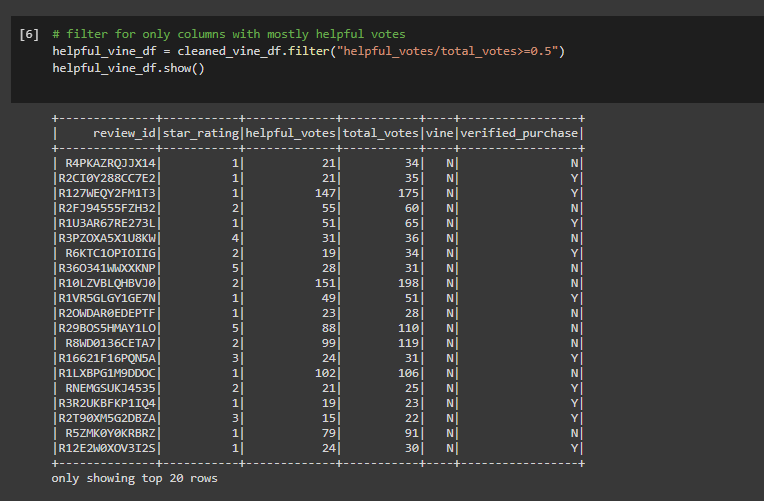 [6] # filter for only columns with mostly helpful votes
helpful_vine_df = cleaned_vine_df.filter("helpful_votes/total_votes>=0.5")
helpful_vine_df.show()
+--------------+-----------+-------------+-----------+----+-----------------+
|     review_id|star_rating|helpful_votes|total_votes|vine|verified_purchase|
+--------------+-----------+-------------+-----------+----+-----------------+
| R4PKAZRQJJX14|          1|           21|         34|   N|                N|
|R2CI0Y288CC7E2|          1|           21|         35|   N|                Y|
|R127WEQY2FM1T3|          1|          147|        175|   N|                Y|
|R2FJ94555FZH32|          2|           55|         60|   N|                N|
|R1U3AR67RE273L|          1|           51|         65|   N|                Y|
|R3PZOXA5X1U8KW|          4|           31|         36|   N|                N|
| R6KTC1OPIOIIG|          2|           19|         34|   N|                Y|
|R36O341WWXXKNP|          5|           28|         31|   N|                N|
|R10LZVBLQHBVJ0|          2|          151|        198|   N|                N|
|R1VR5GLGY1GE7N|          1|           49|         51|   N|                Y|
|R2OWDAR0EDEPTF|          1|           23|         28|   N|                N|
|R29BOS5HMAY1LO|          5|           88|        110|   N|                N|
| R8WD0136CETA7|          2|           99|        119|   N|                N|
|R16621F16PQN5A|          3|           24|         31|   N|                Y|
|R1LXBPG1M9DDOC|          1|          102|        106|   N|                N|
| RNEMGSUKJ4535|          2|           21|         25|   N|                Y|
|R3R2UKBFKP1IQ4|          1|           19|         23|   N|                Y|
|R2T90XM5G2DBZA|          3|           15|         22|   N|                Y|
| R5ZMK0Y0KRBRZ|          1|           79|         91|   N|                N|
|R12E2W0XOV3I2S|          1|           24|         30|   N|                Y|
+--------------+-----------+-------------+-----------+----+-----------------+
only showing top 20 rows